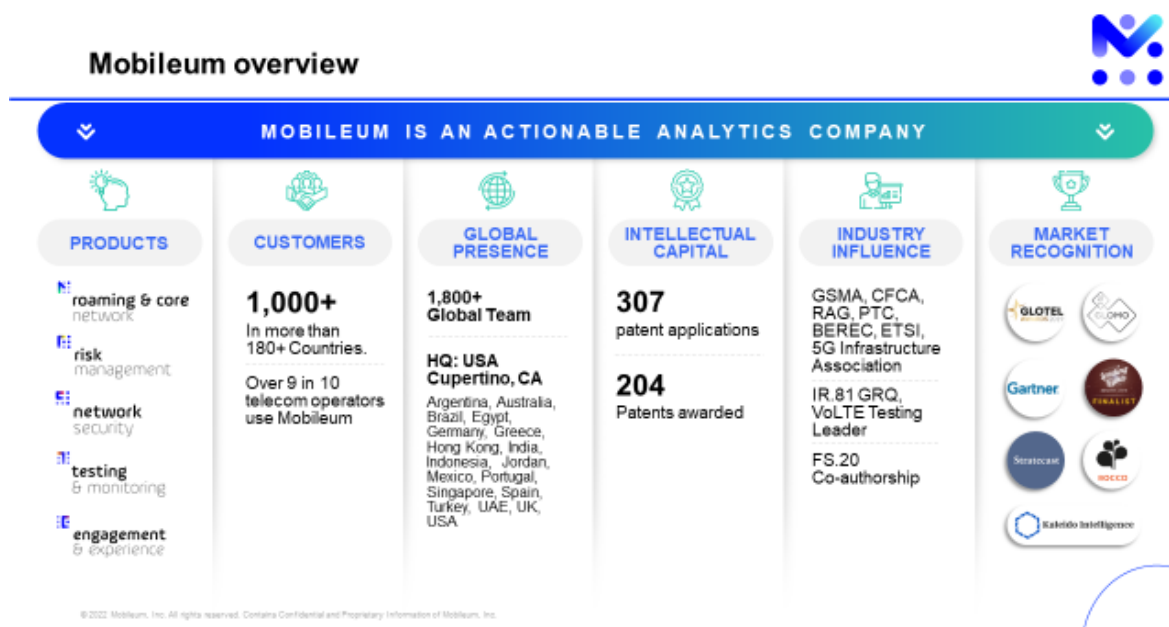 Mobileum overview
MOBILEUM IS AN ACTIONABLE ANALYTICS COMPANY
PRODUCTS
roaming & core
network
risk
management
network
security
testing
& monitoring
engagement
& experience
CUSTOMERS
1,000+
In more than
180+ Countries.
Over 9 in 10
telecom operators
use Mobileum
GLOBAL
PRESENCE
1,800+
Global Team
HQ: USA
Cupertino, CA
Argentina, Australia,
Brazil, Egypt,
Germany, Greece,
Hong Kong, India,
Indonesia, Jordan,
Mexico, Portugal,
Singapore, Spain,
Turkey, UAE, UK,
USA
INTELLECTUAL
CAPITAL
307
patent applications
204
Patents awarded
INDUSTRY
INFLUENCE
GSMA, CFCA,
RAG, PTC,
BEREC, ETSI,
5G Infrastructure
Association
IR.81 GRQ,
VoLTE Testing
Leader
FS.20
Co-authorship
MARKET
RECOGNITION
GLOTEL
GLOMO
Gartner
FINALIST
Stratecast
ROCCO
Kaleido Intelligence
© 2022 Mobileum, Inc. All rights reserved. Contains Confidential and Proprietary Information of Mobileum, Inc.